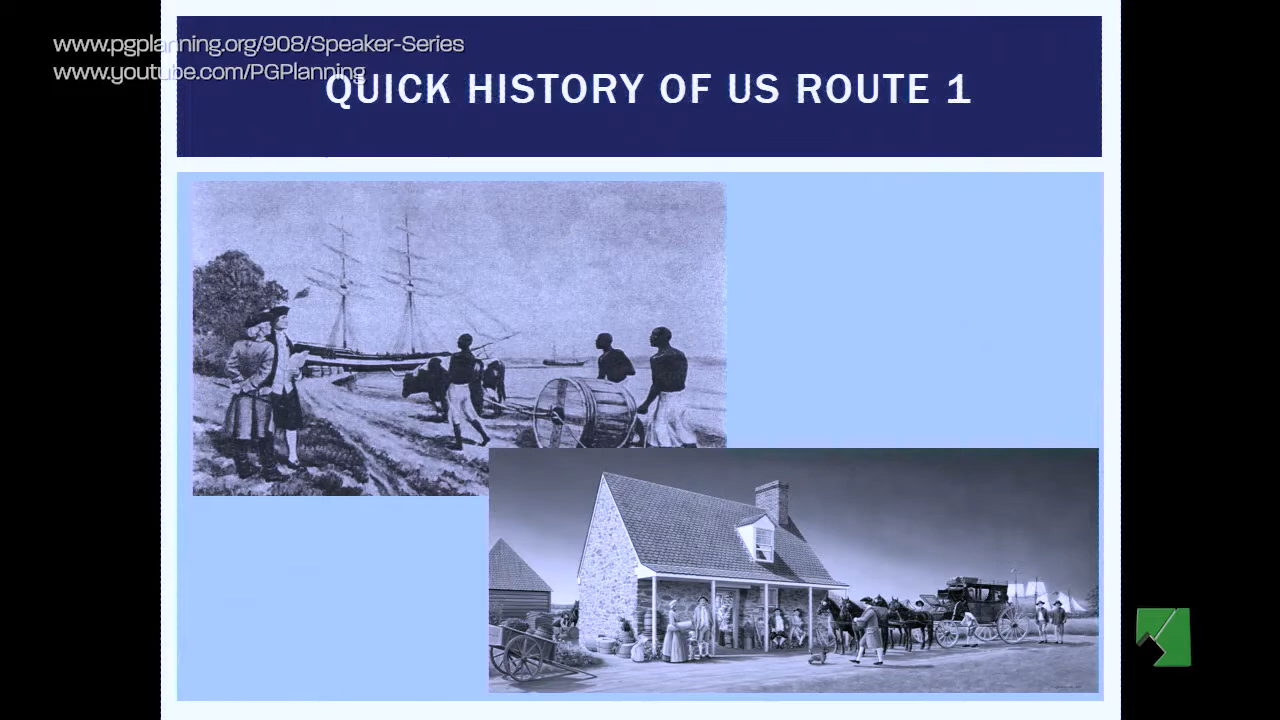 www.pgplanning.org/908/Speaker-Series
www.youtube.com/PGPlanning
QUICK HISTORY OF US ROUTE 1